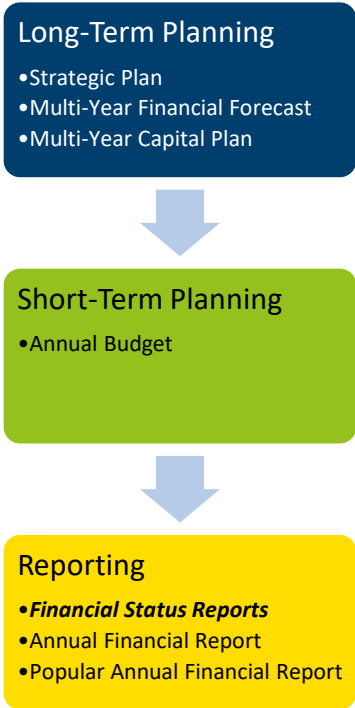 Long-Term Planning
•Strategic Plan
•Multi-Year Financial Forecast
•Multi-Year Capital Plan
Short-Term Planning
•Annual Budget
Reporting
•Financial Status Reports
•Annual Financial Report
•Popular Annual Financial Report